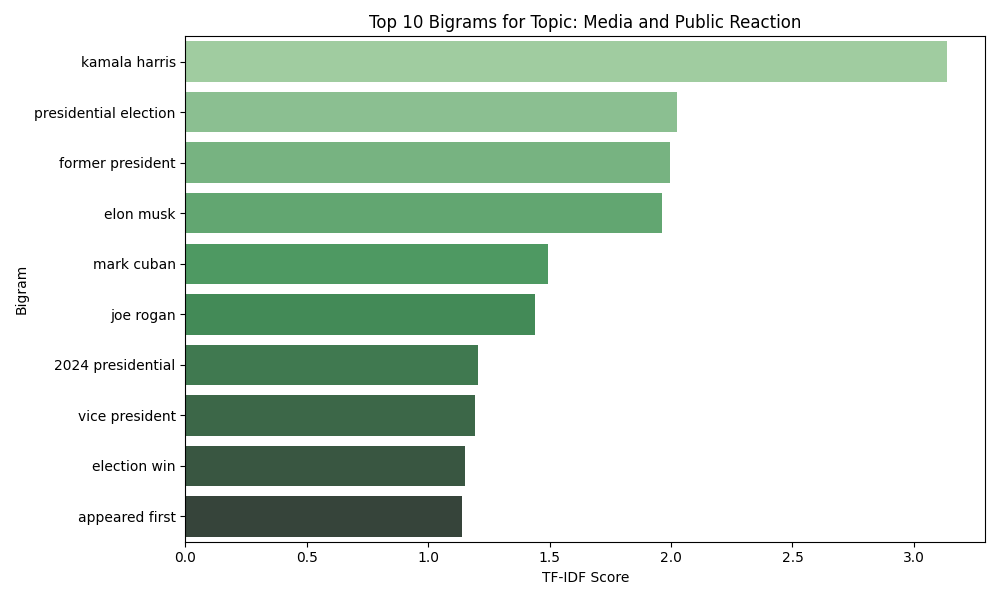 Top 10 Bigrams for Topic: Media and Public Reaction
kamala harris
presidential election
former president
elon musk
mark cuban
joe rogan
2024 presidential
vice president
election win
appeared first
Bigram
0.0 0.5 1.0 1.5 2.0 2.5 3.0
TF-IDF Score